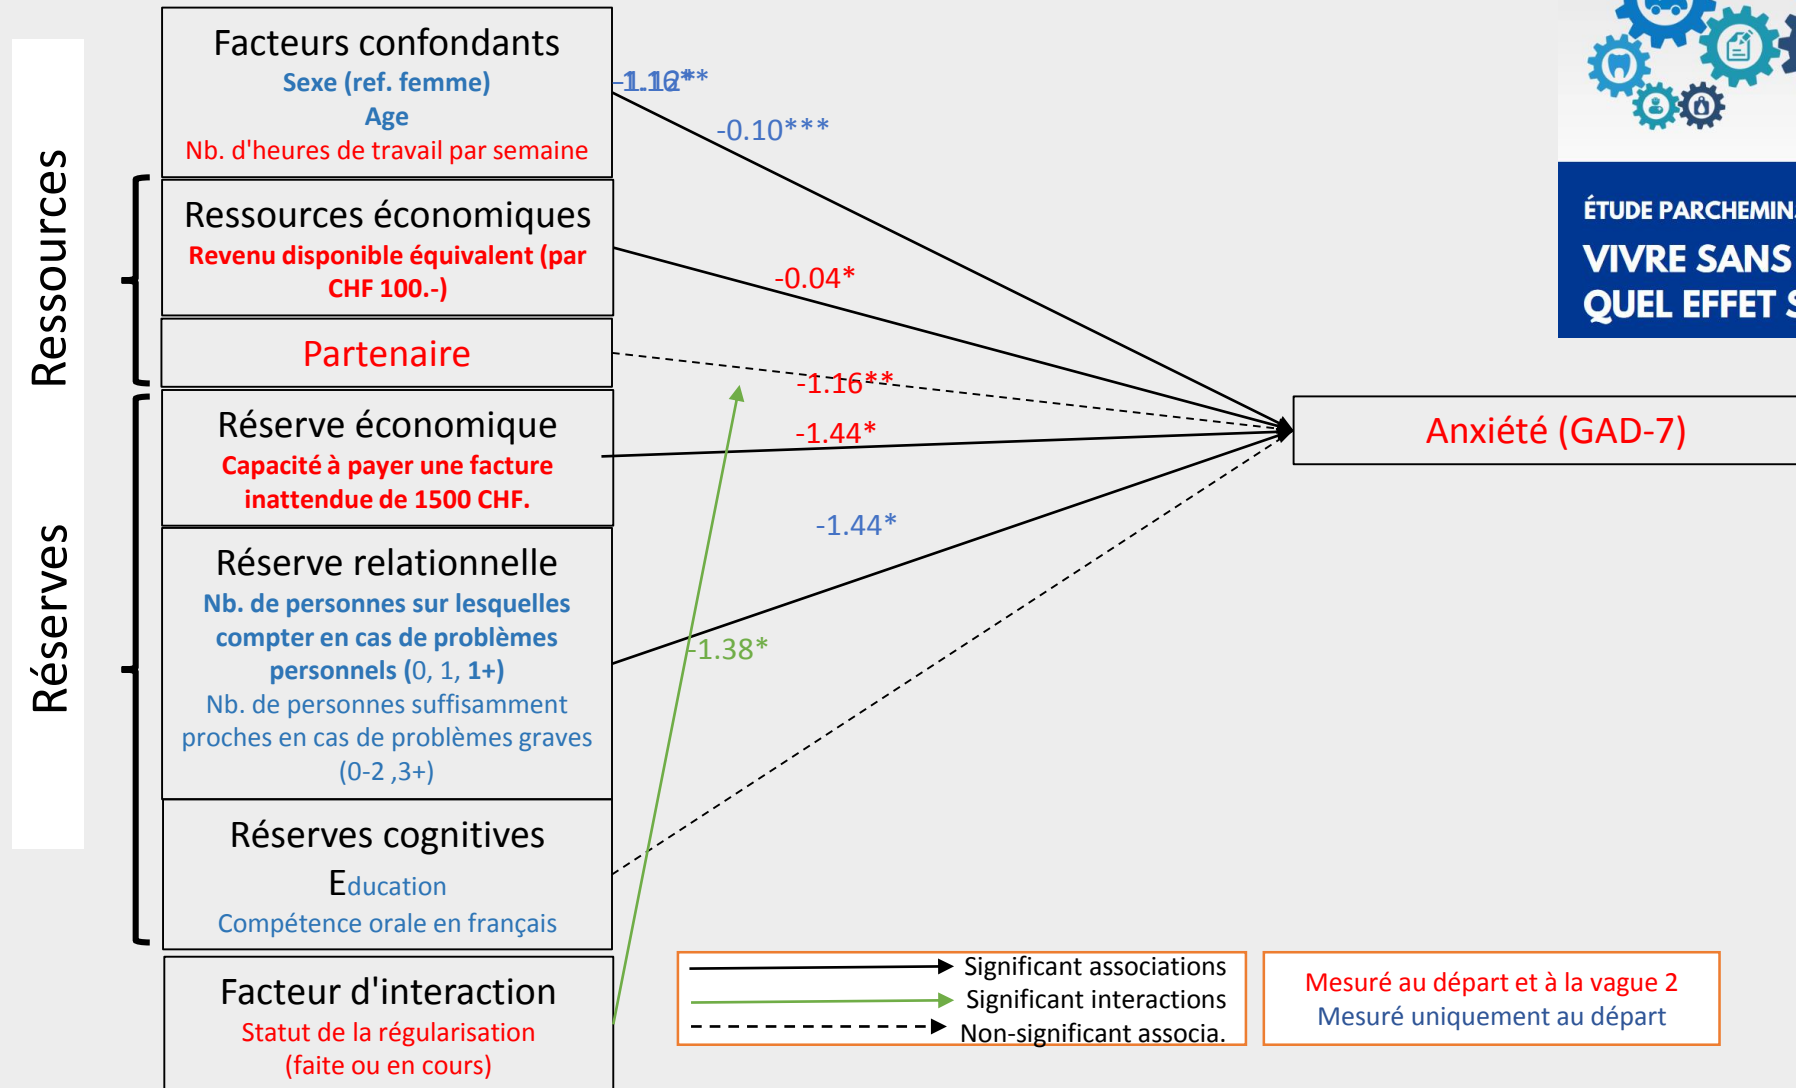 Ressources
Réserves
Facteurs confondants
Sexe (ref. femme)
Age
Nb. d'heures de travail par semaine
Ressources économiques
Revenu disponible équivalent (par
CHF 100.-)
Partenaire
Réserve économique
Capacité à payer une facture
inattendue de 1500 CHF.
Réserve relationnelle
Nb. de personnes sur lesquelles
compter en cas de problèmes
personnels (0, 1, 1+)
Nb. de personnes suffisamment
proches en cas de problèmes graves
(0-2 ,3+)
Réserves cognitives
Education
Compétence orale en français
Facteur d'interaction
Statut de la régularisation
(faite ou en cours)
-0.10***
-0.04*
-1.16**
-1.44*
-1.44*
-1.38*
Anxiété (GAD-7)
ÉTUDE PARCHEMINS
VIVRE SANS
QUEL EFFET S
Significant associations
Significant interactions
Non-significant associa.
Mesuré au départ et à la vague 2
Mesuré uniquement au départ